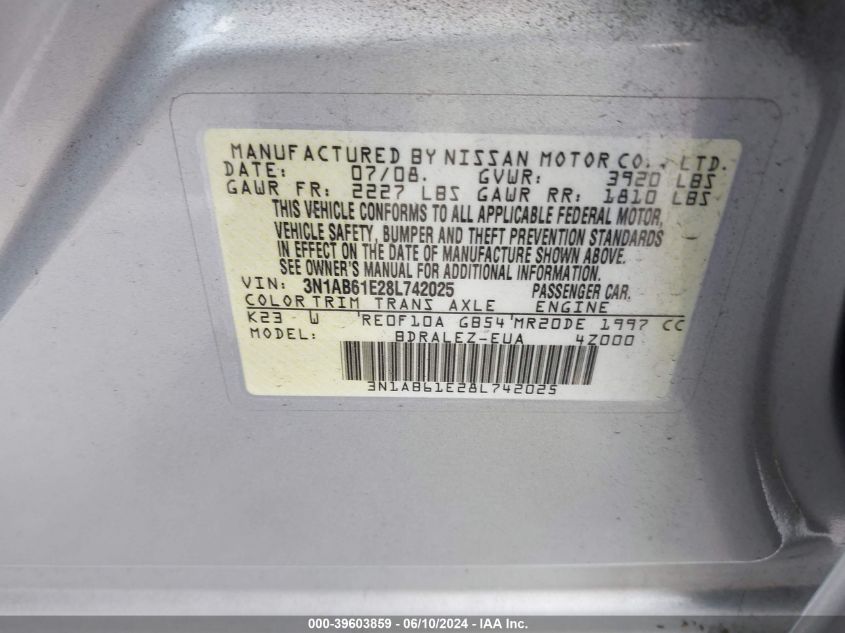 MANUFACTURED BY NISSAN MOTOR CO., LTD.
DATE: 07/08. GVWR: 3920 LBS
GAWR FR: 2227 LBS GAWR RR: 1810 LBS
THIS VEHICLE CONFORMS TO ALL APPLICABLE FEDERAL MOTOR,
VEHICLE SAFETY, BUMPER AND THEFT PREVENTION STANDARDS
IN EFFECT ON THE DATE OF MANUFACTURE SHOWN ABOVE.
SEE OWNER'S MANUAL FOR ADDITIONAL INFORMATION.
VIN: 3N1AB61E28L742025 PASSENGER CAR.
COLOR TRIM TRANS AXLE ENGINE
K23 W RE0F10A GB54 MR20DE 1997 CC
MODEL: BDRALEZ-EUA 4Z000
3N1AB61E28L742025
000-39603859 - 06/10/2024 - IAA Inc.